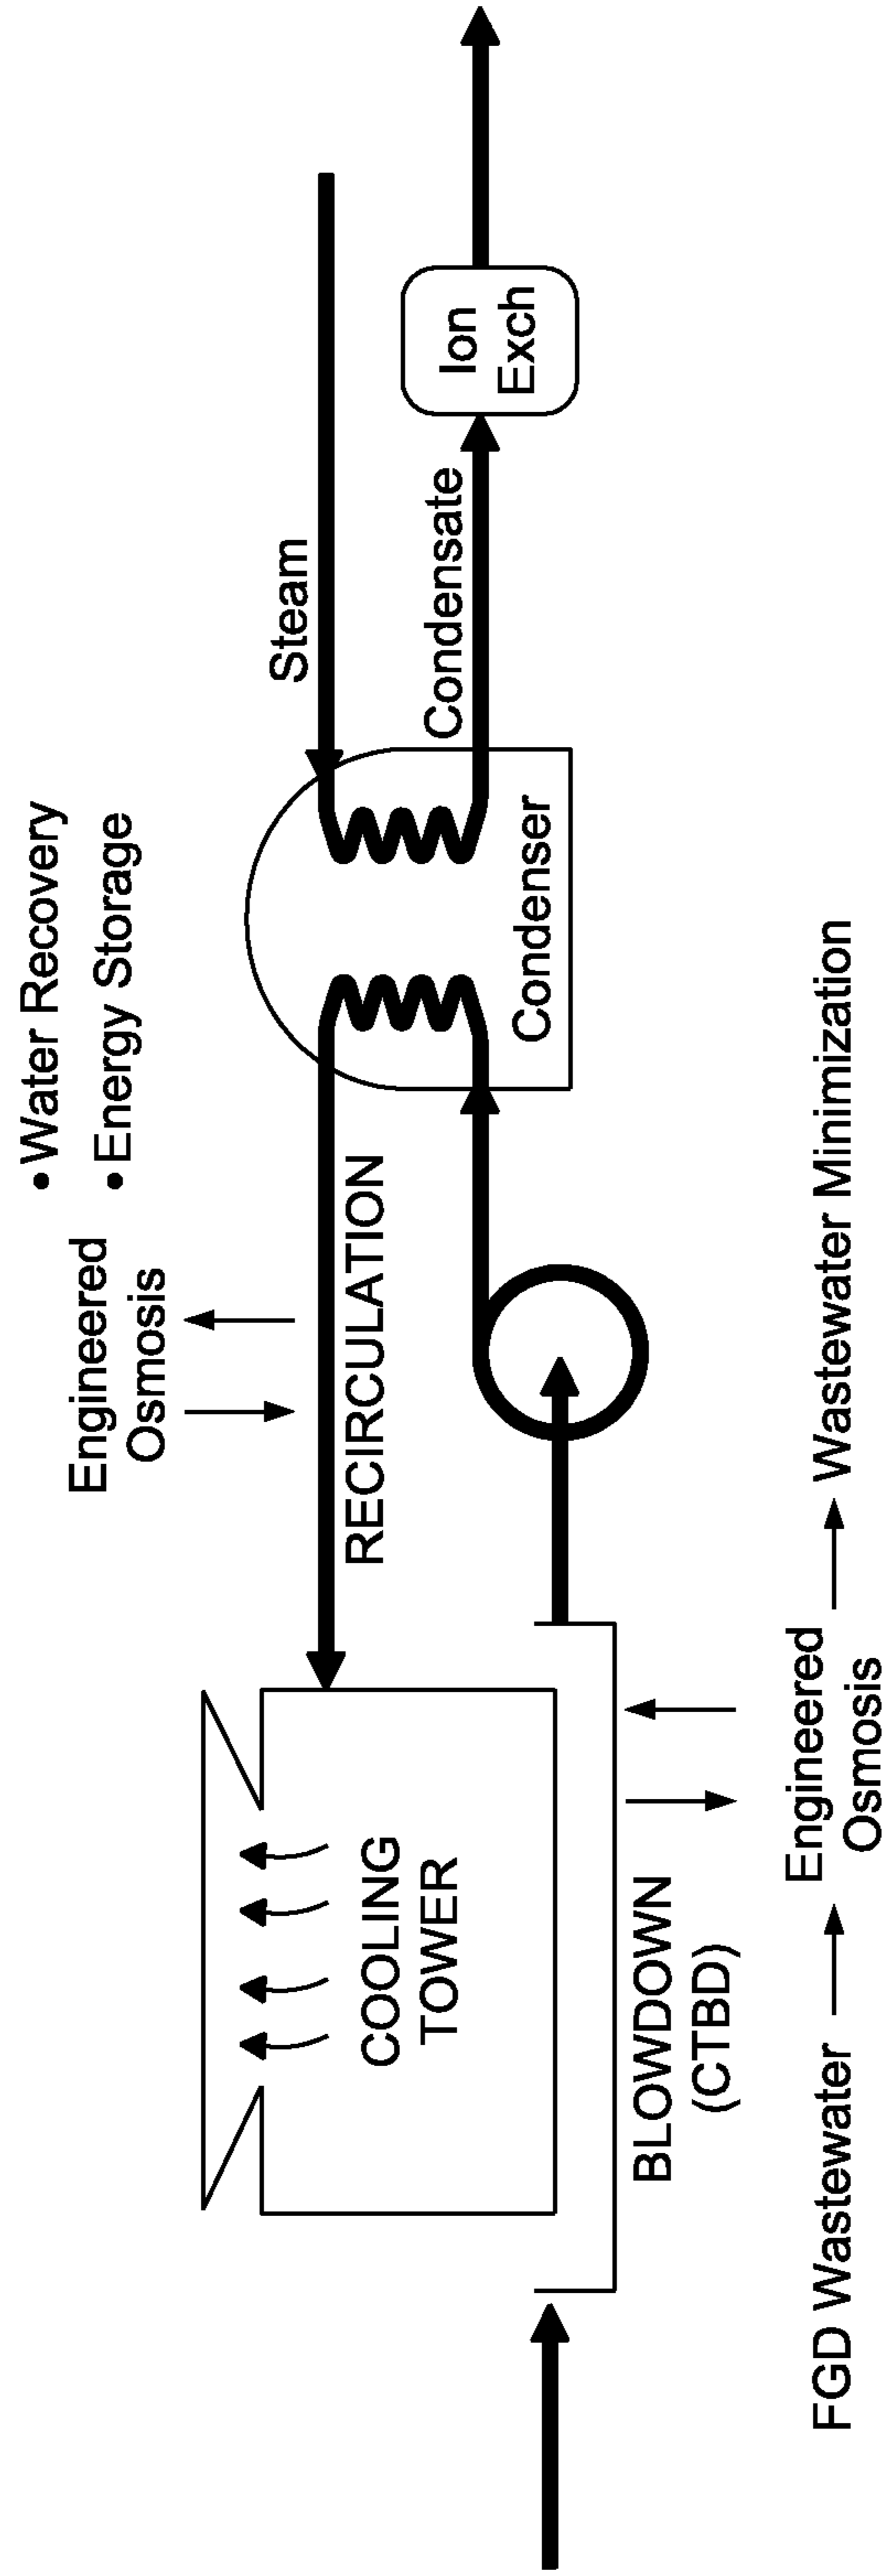 • Water Recovery
• Energy Storage
Engineered
Osmosis
Steam
RECIRCULATION
Condensate
Ion
Exch
Condenser
COOLING
TOWER
BLOWDOWN
(CTBD)
FGD Wastewater
Engineered
Osmosis
Wastewater Minimization